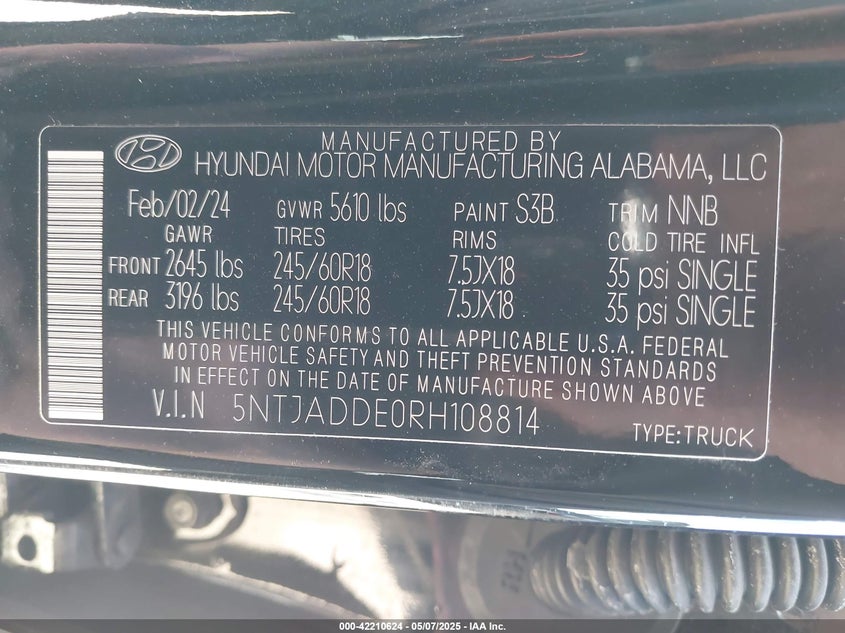 MANUFACTURED BY
HYUNDAI MOTOR MANUFACTURING ALABAMA, LLC
Feb/02/24 GVWR 5610 lbs PAINT S3B TRIM NNB
GAWR TIRES RIMS COLD TIRE INFL
FRONT 2645 lbs 245/60R18 7.5JX18 35 psi SINGLE
REAR 3196 lbs 245/60R18 7.5JX18 35 psi SINGLE
THIS VEHICLE CONFORMS TO ALL APPLICABLE U.S.A. FEDERAL
MOTOR VEHICLE SAFETY AND THEFT PREVENTION STANDARDS
IN EFFECT ON THE DATE OF MANUFACTURE SHOWN ABOVE
V.I.N 5NTJADDE0RH108814
TYPE:TRUCK
000-42210624 - 05/07/2025 - IAA Inc.